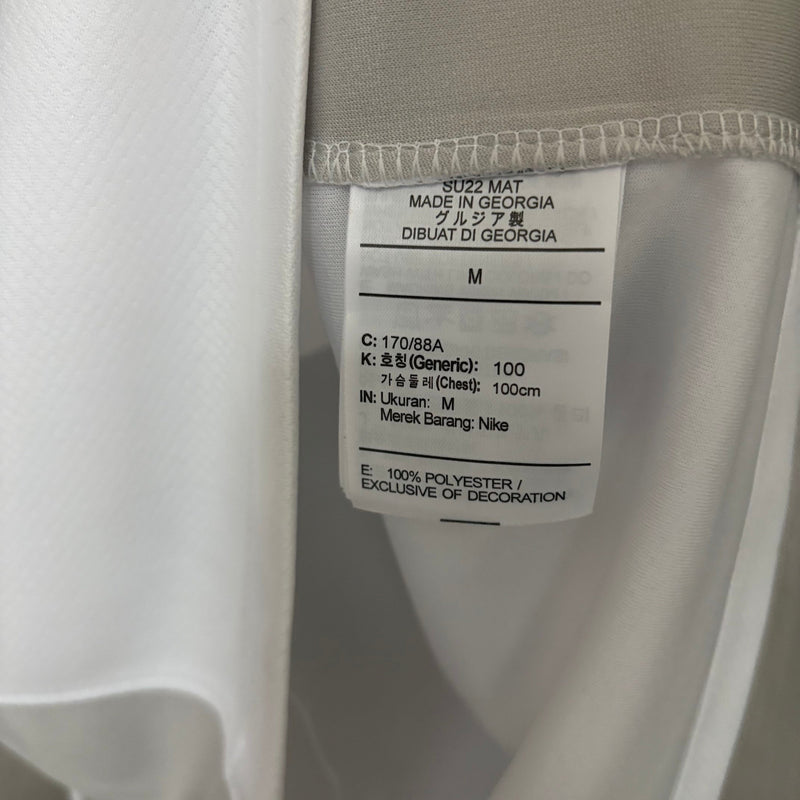 SU22 MAT
MADE IN GEORGIA
グルジア製
DIBUAT DI GEORGIA
M
C: 170/88A
K: 호칭(Generic): 100
가슴둘레(Chest): 100cm
IN: Ukuran: M
Merek Barang: Nike
E: 100% POLYESTER /
EXCLUSIVE OF DECORATION